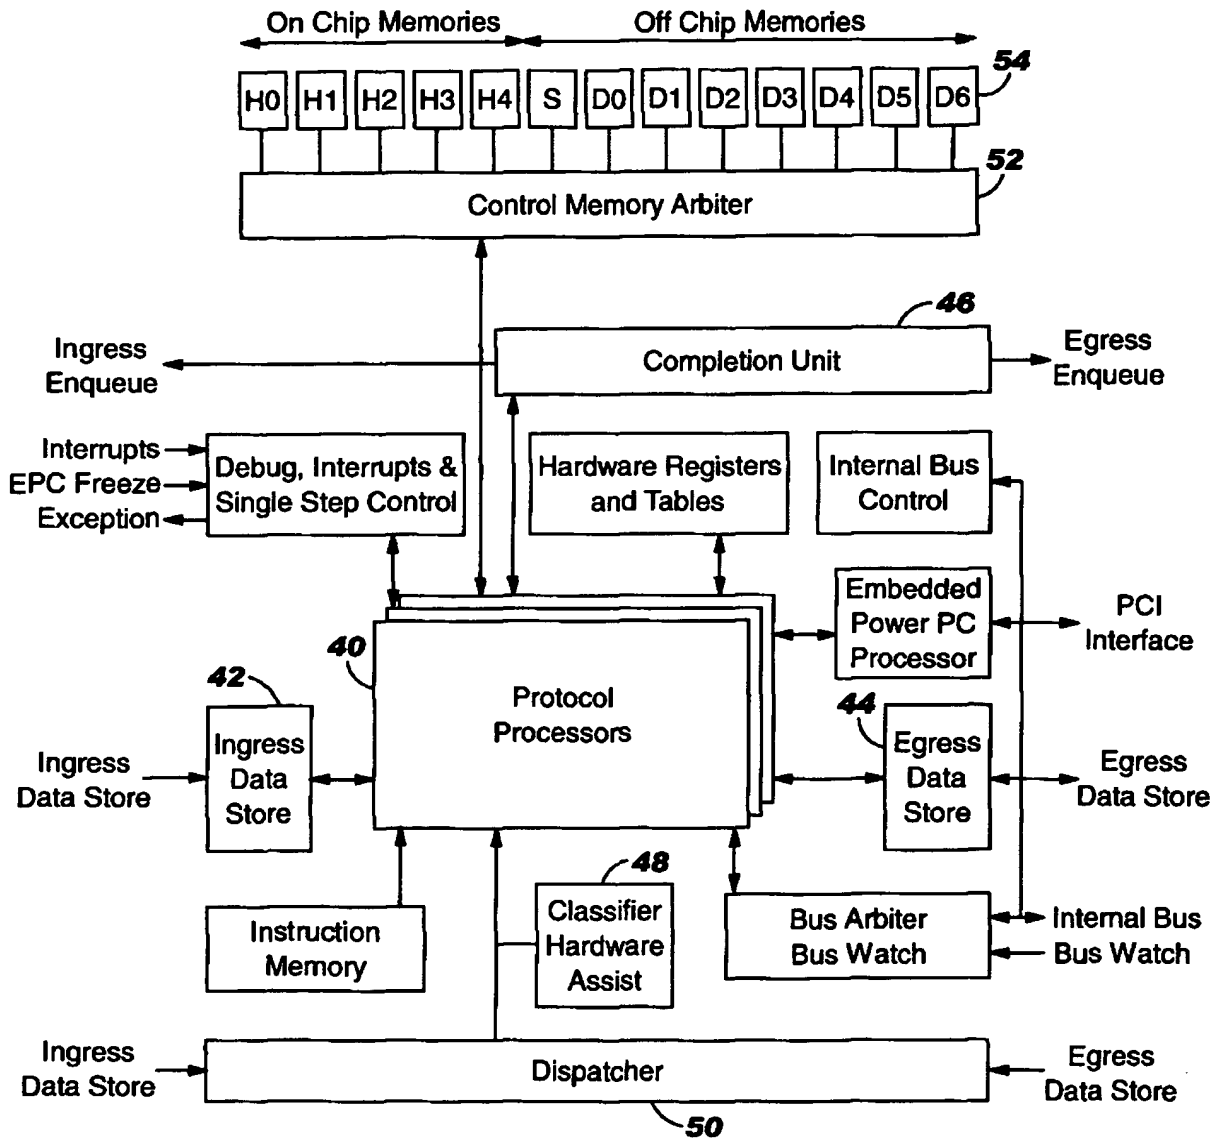 On Chip Memories
Off Chip Memories
54
H0 H1 H2 H3 H4 S D0 D1 D2 D3 D4 D5 D6
52
Control Memory Arbiter
46
Ingress
Enqueue
Completion Unit
Egress
Enqueue
Interrupts
EPC Freeze
Exception
Debug, Interrupts &
Single Step Control
Hardware Registers
and Tables
Internal Bus
Control
Embedded
Power PC
Processor
PCI
Interface
40
Protocol
Processors
42
Ingress
Data Store
Ingress
Data
Store
44
Egress
Data
Store
Egress
Data Store
Instruction
Memory
48
Classifier
Hardware
Assist
Bus Arbiter
Bus Watch
Internal Bus
Bus Watch
Ingress
Data Store
Dispatcher
Egress
Data Store
50